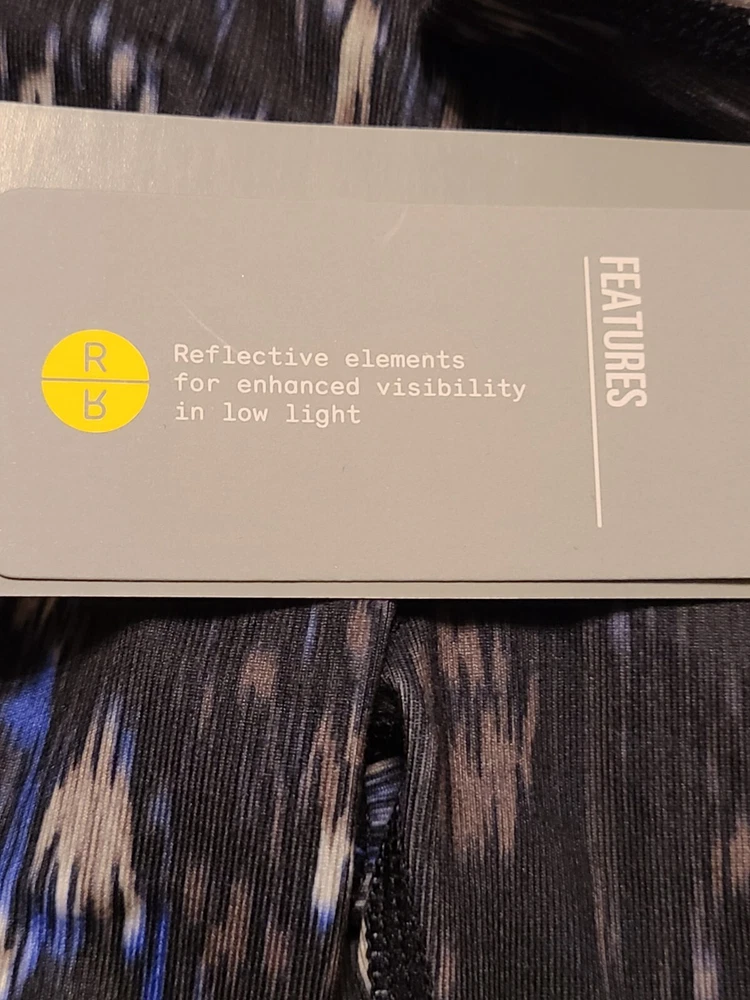 FEATURES
R
R
Reflective elements
for enhanced visibility
in low light